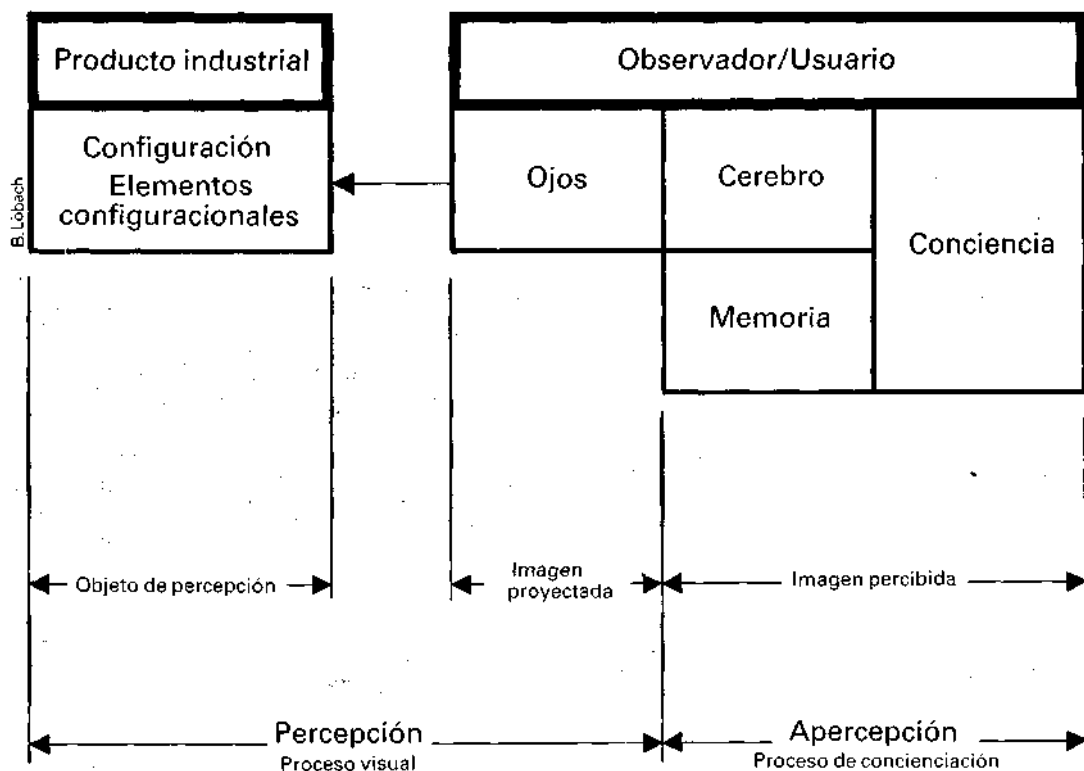 Producto industrial
Observador/Usuario
Configuración
Elementos
configuracionales
Ojos
Cerebro
Conciencia
Memoria
B. Löbach
Objeto de percepción
Imagen
proyectada
Imagen percibida
Percepción
Proceso visual
Apercepción
Proceso de concienciación